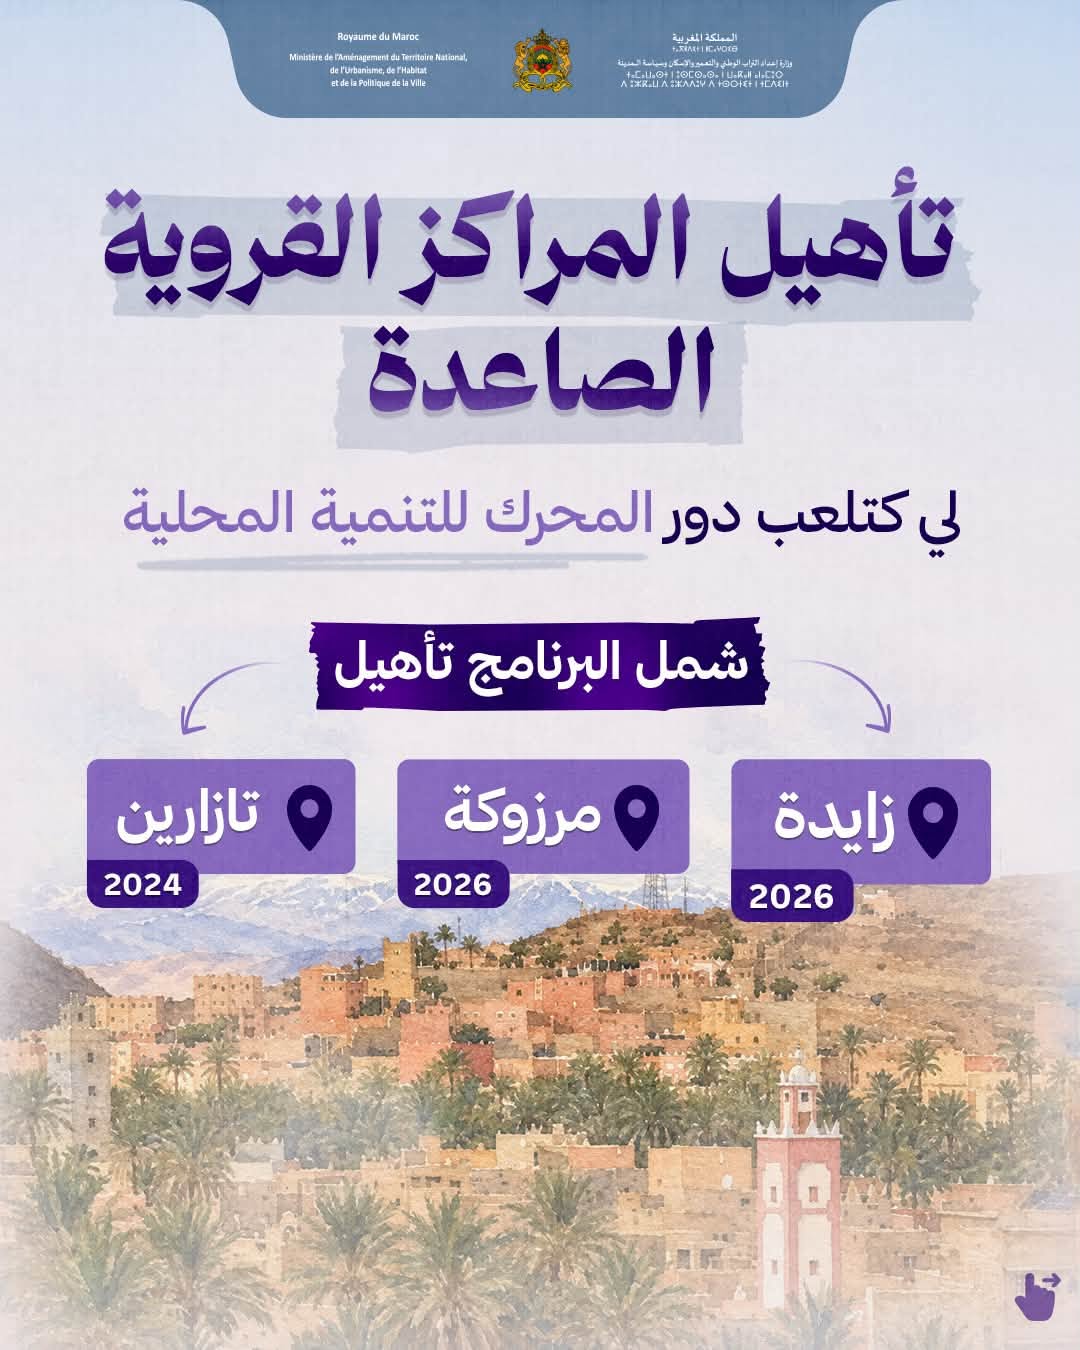 Royaume du Maroc
Ministère de l'Aménagement du Territoire National,
de l'Urbanisme, de l'Habitat
et de la Politique de la Ville
المملكة المغربية
ⵜⴰⴳⵍⴷⵉⵜ ⵏ ⵍⵎⵖⵔⵉⴱ
وزارة إعداد التراب الوطني والتعمير والإسكان وسياسة المدينة
تأهيل المراكز القروية
الصاعدة
لي كتلعب دور المحرك للتنمية المحلية
شمل البرنامج تأهيل
زايدة
2026
مرزوكة
2026
تازارين
2024